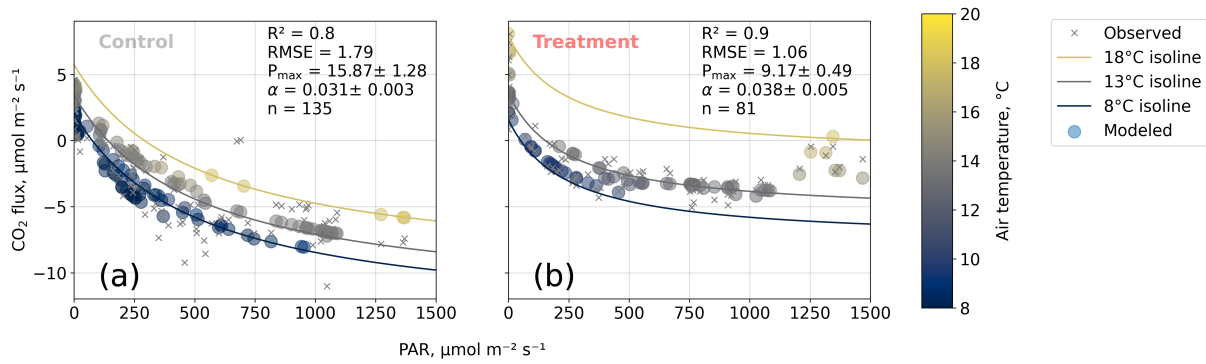 Control
R² = 0.8
RMSE = 1.79
Pmax = 15.87± 1.28
α = 0.031± 0.003
n = 135
(a)
5
0
−5
−10
0
250
500
750
1000
1250
1500
CO₂ flux, μmol m⁻² s⁻¹
Treatment
R² = 0.9
RMSE = 1.06
Pmax = 9.17± 0.49
α = 0.038± 0.005
n = 81
(b)
0
250
500
750
1000
1250
1500
PAR, μmol m⁻² s⁻¹
20
18
16
14
12
10
8
Air temperature, °C
Observed
18°C isoline
13°C isoline
8°C isoline
Modeled